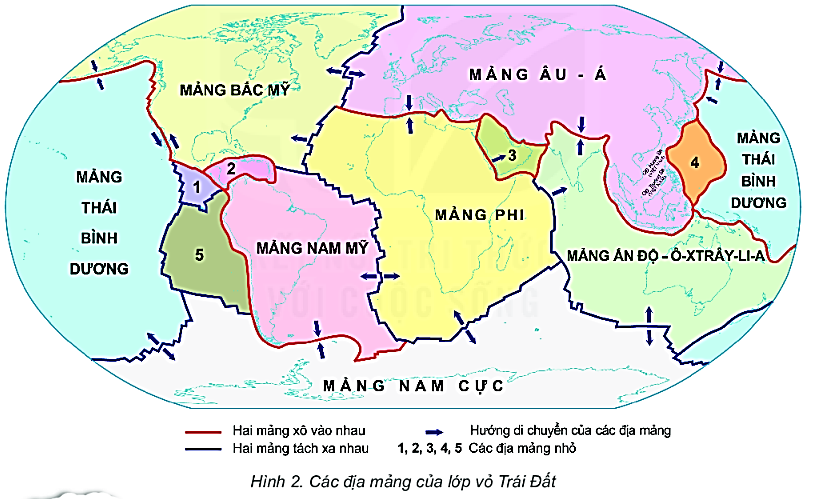 MẢNG ÂU - Á
MẢNG BẮC MỸ
MẢNG
THÁI
BÌNH
DƯƠNG
1
2
3
4
5
MẢNG NAM MỸ
MẢNG PHI
MẢNG
THÁI
BÌNH
DƯƠNG
MẢNG ẤN ĐỘ - Ô-XTRÂY-LI-A
MẢNG NAM CỰC
Hai mảng xô vào nhau
Hướng di chuyển của các địa mảng
Hai mảng tách xa nhau
1, 2, 3, 4, 5 Các địa mảng nhỏ
Hình 2. Các địa mảng của lớp vỏ Trái Đất